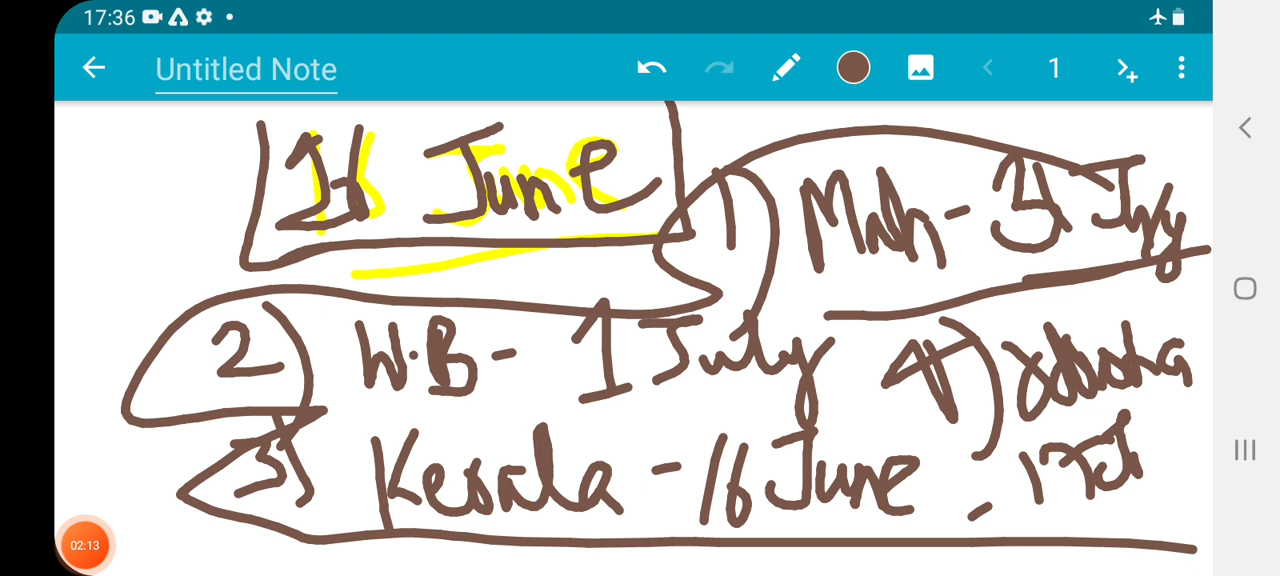 17:36
Untitled Note
1
16 June
1) Mah - 31 July
2) W.B - 1 July
3) Kerala - 16 June
4)
02:13